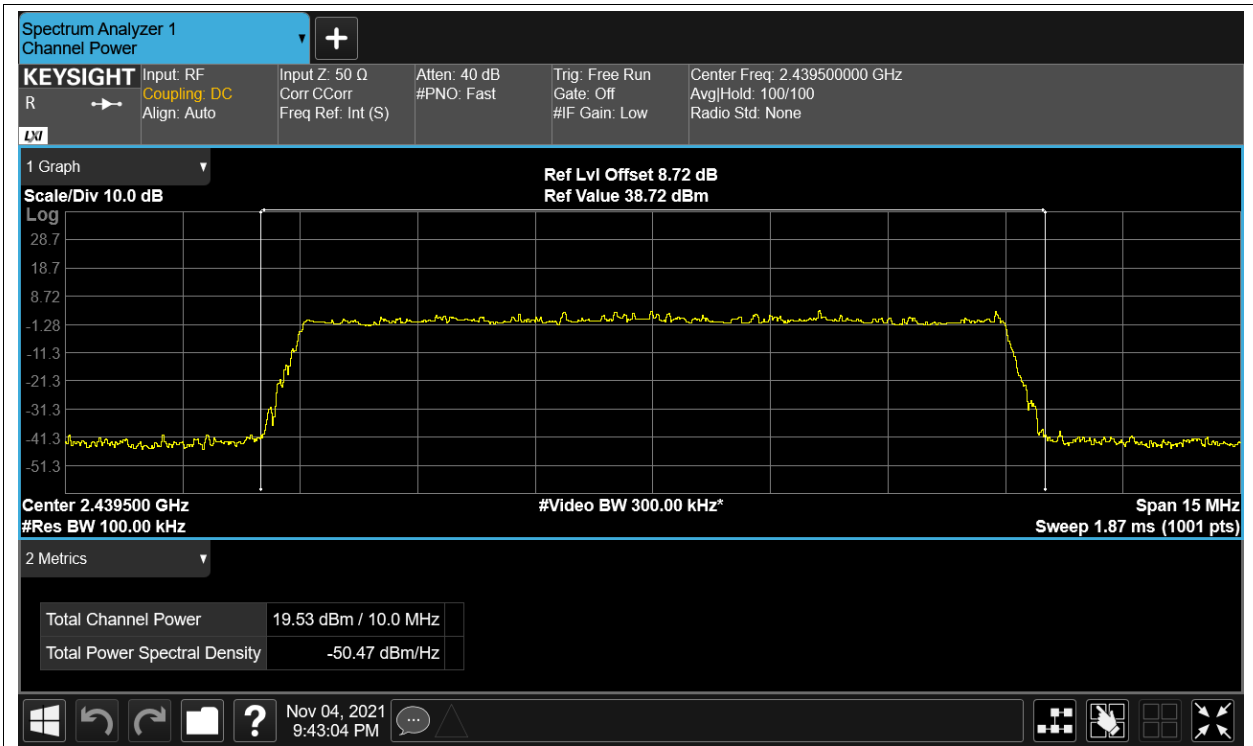 Spectrum Analyzer 1
Channel Power
KEYSIGHT
R
LXI
Input: RF
Coupling: DC
Align: Auto
Input Z: 50 Ω
Corr CCorr
Freq Ref: Int (S)
Atten: 40 dB
#PNO: Fast
Trig: Free Run
Gate: Off
#IF Gain: Low
Center Freq: 2.439500000 GHz
Avg|Hold: 100/100
Radio Std: None
1 Graph
Ref Lvl Offset 8.72 dB
Scale/Div 10.0 dB
Ref Value 38.72 dBm
Log
28.7
18.7
8.72
-1.28
-11.3
-21.3
-31.3
-41.3
-51.3
Center 2.439500 GHz
#Video BW 300.00 kHz*
Span 15 MHz
#Res BW 100.00 kHz
Sweep 1.87 ms (1001 pts)
2 Metrics
Total Channel Power 19.53 dBm / 10.0 MHz
Total Power Spectral Density -50.47 dBm/Hz
?
Nov 04, 2021
9:43:04 PM